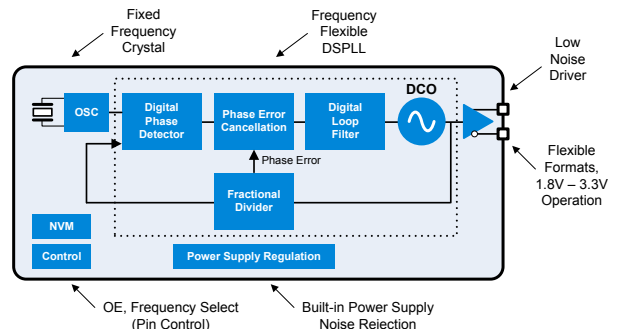 Fixed
Frequency
Crystal
Frequency
Flexible
DSPLL
Low
Noise
Driver
OSC
Digital
Phase
Detector
Phase Error
Cancellation
Digital
Loop
Filter
DCO
Phase Error
Fractional
Divider
Flexible
Formats,
1.8V – 3.3V
Operation
NVM
Control
Power Supply Regulation
OE, Frequency Select
(Pin Control)
Built-in Power Supply
Noise Rejection